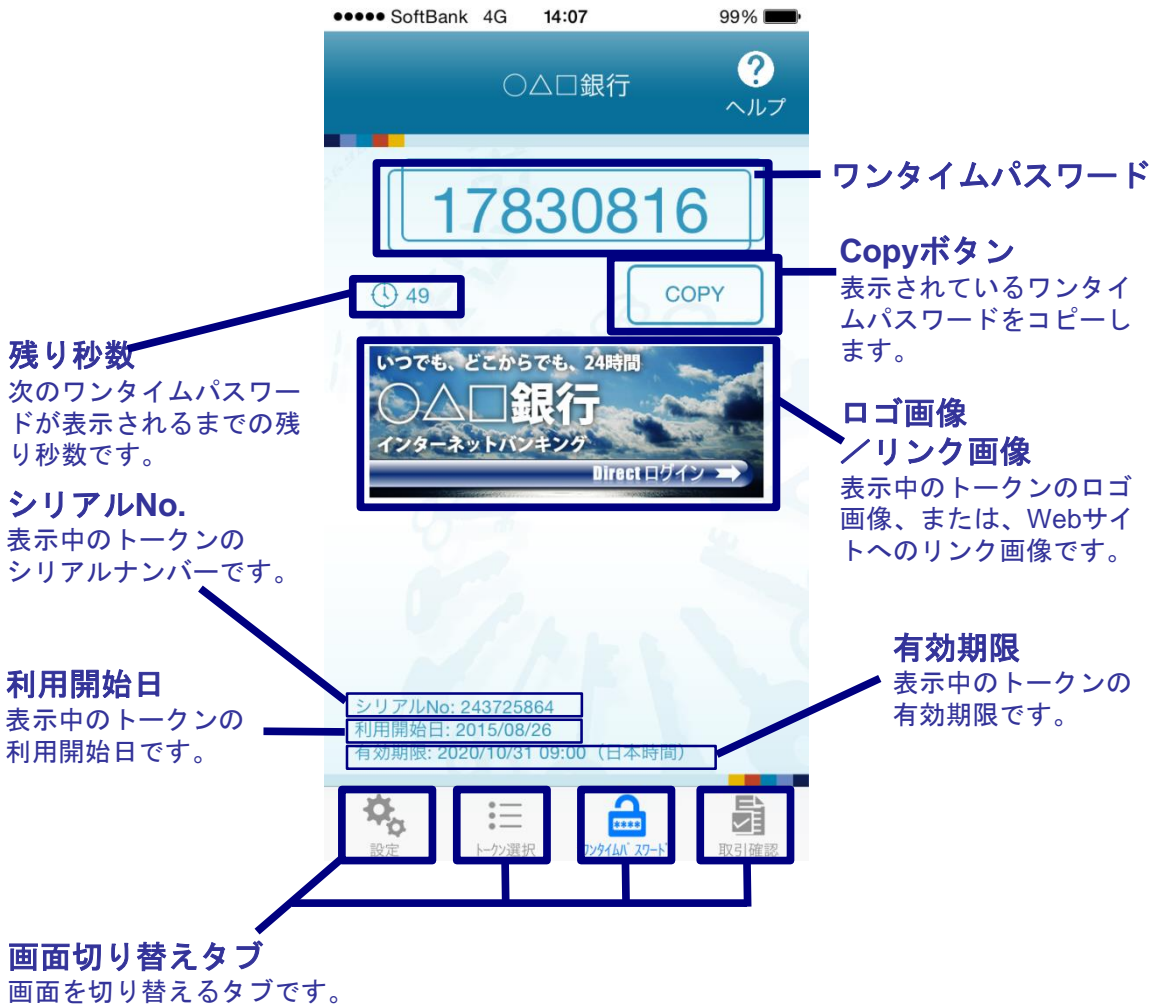 SoftBank 4G 14:07 99%
○△□銀行
ヘルプ
17830816
49
COPY
いつでも、どこからでも、24時間
○△□銀行
インターネットバンキング
Direct ログイン
シリアルNo: 243725864
利用開始日: 2015/08/26
有効期限: 2020/10/31 09:00（日本時間）
設定
トークン選択
ワンタイムパスワード
取引確認
ワンタイムパスワード
Copyボタン
表示されているワンタイ
ムパスワードをコピーし
ます。
ロゴ画像
／リンク画像
表示中のトークンのロゴ
画像、または、Webサイ
トへのリンク画像です。
有効期限
表示中のトークンの
有効期限です。
残り秒数
次のワンタイムパスワー
ドが表示されるまでの残
り秒数です。
シリアルNo.
表示中のトークンの
シリアルナンバーです。
利用開始日
表示中のトークンの
利用開始日です。
画面切り替えタブ
画面を切り替えるタブです。